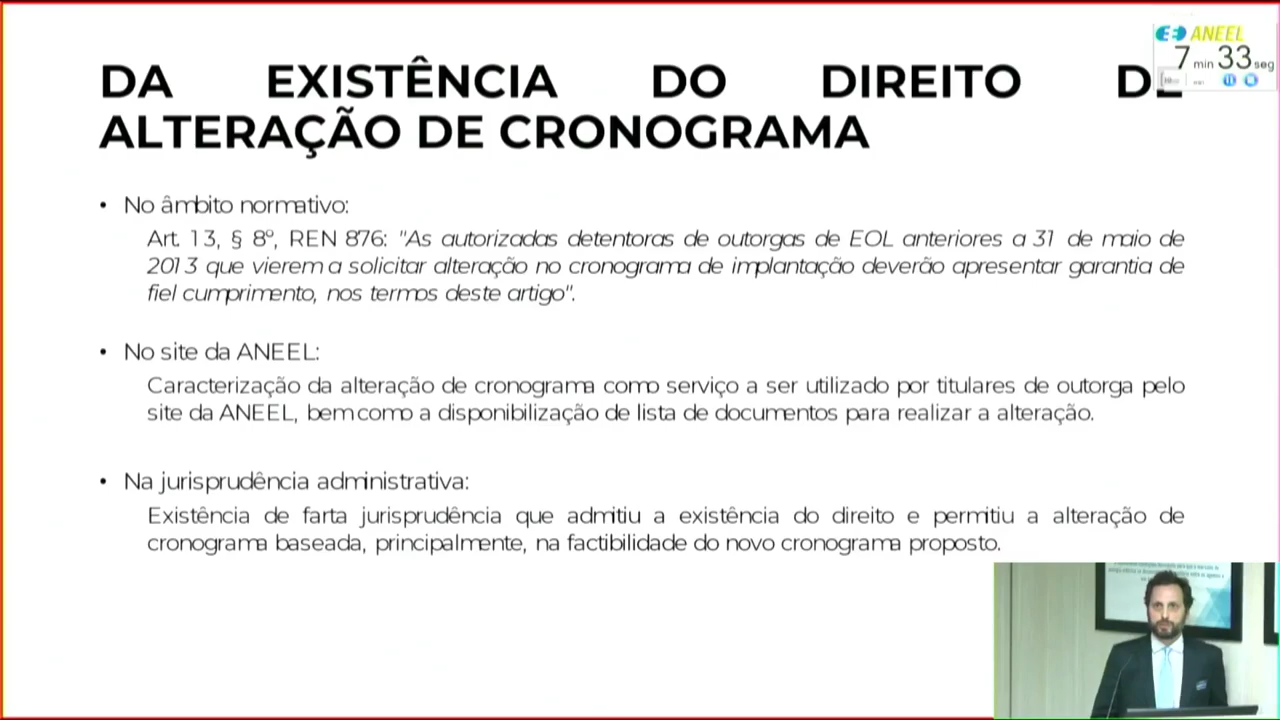 ANEEL
7 min 33 seg
DA EXISTÊNCIA DO DIREITO DE
ALTERAÇÃO DE CRONOGRAMA
• No âmbito normativo:
Art. 13, § 8º, REN 876: "As autorizadas detentoras de outorgas de EOL anteriores a 31 de maio de
2013 que vierem a solicitar alteração no cronograma de implantação deverão apresentar garantia de
fiel cumprimento, nos termos deste artigo".
• No site da ANEEL:
Caracterização da alteração de cronograma como serviço a ser utilizado por titulares de outorga pelo
site da ANEEL, bem como a disponibilização de lista de documentos para realizar a alteração.
• Na jurisprudência administrativa:
Existência de farta jurisprudência que admitiu a existência do direito e permitiu a alteração de
cronograma baseada, principalmente, na factibilidade do novo cronograma proposto.